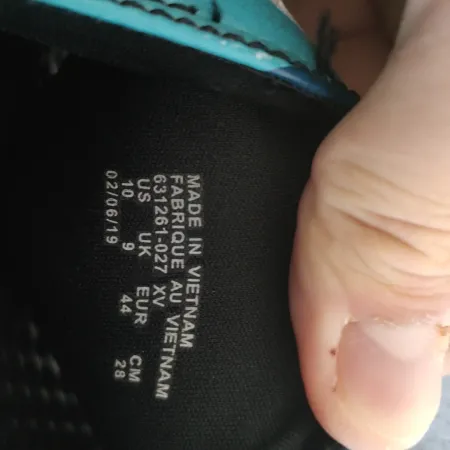 MADE IN VIETNAM
FABRIQUE AU VIETNAM
631261-027 XV
US UK EUR CM
10 9 44 28
02/06/19